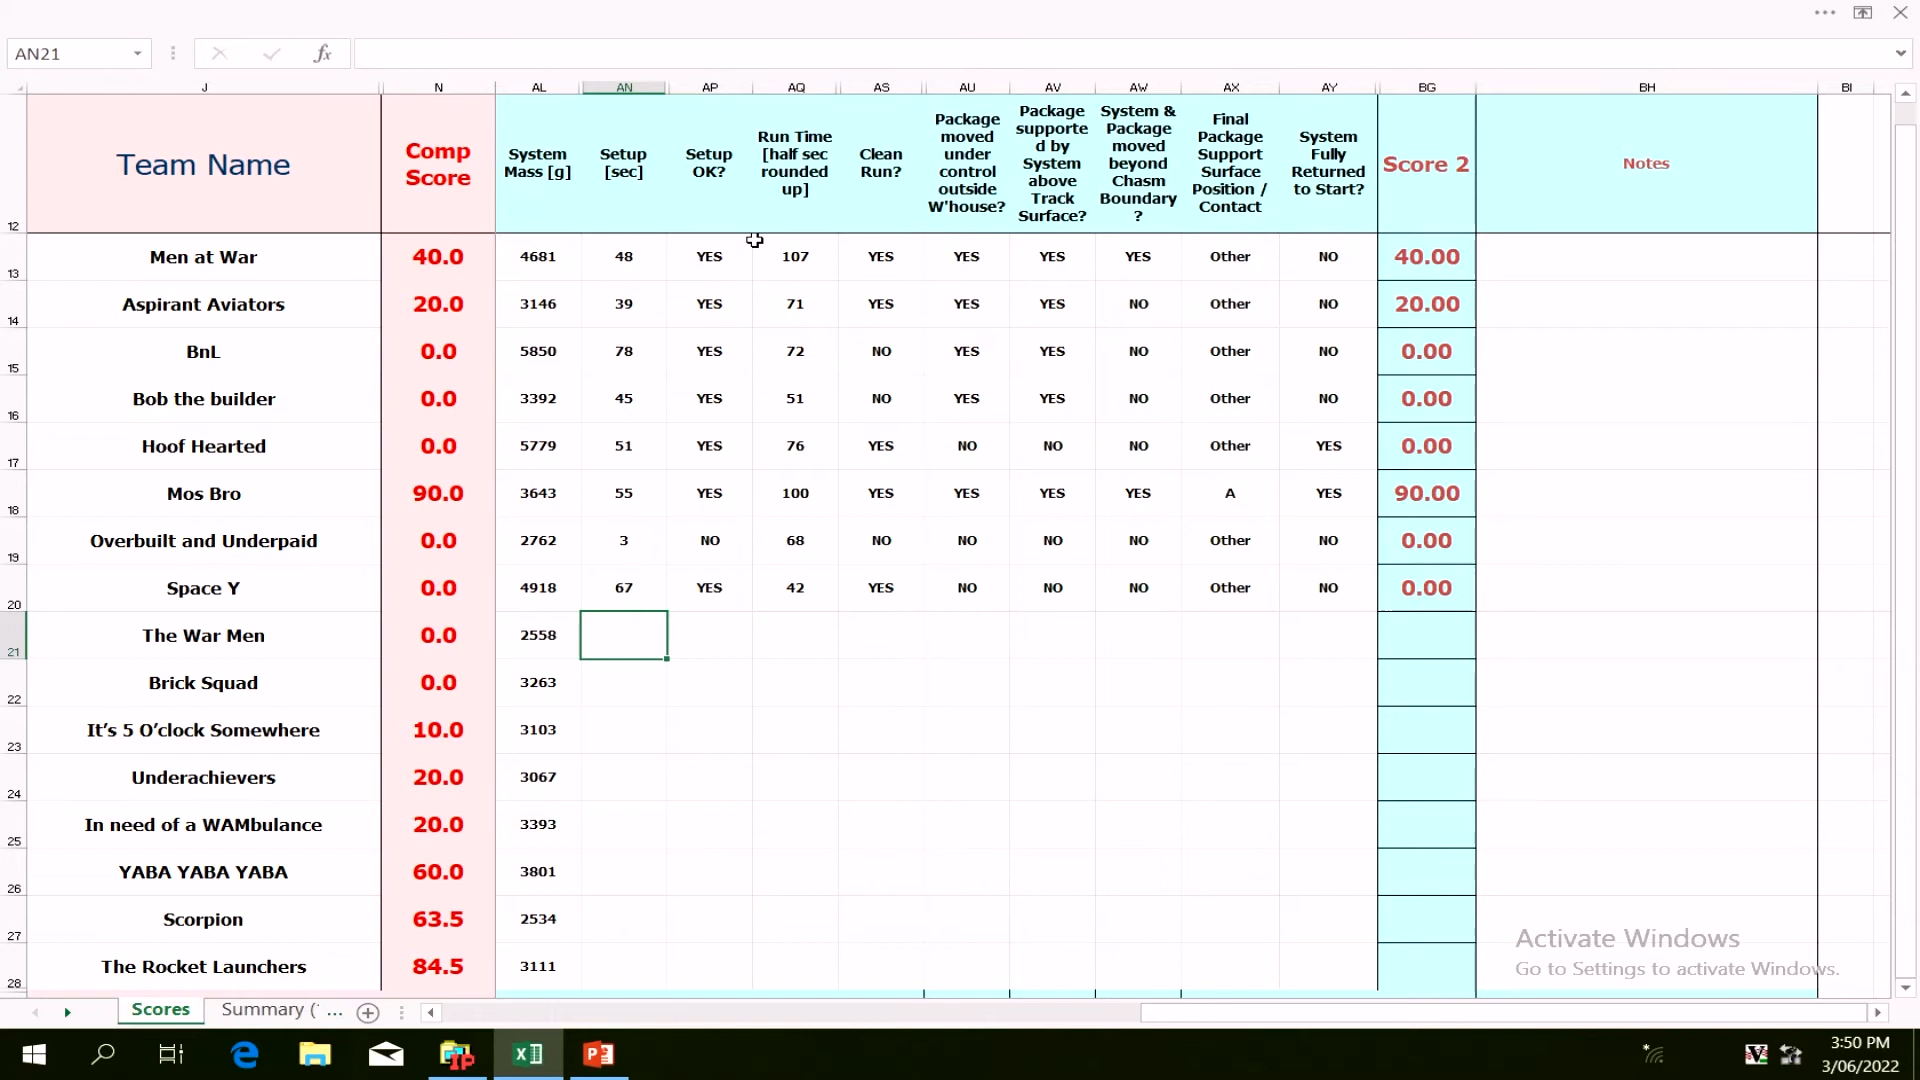 AN21
fx
J N AL AN AP AQ AS AU AV AW AX AY BG BH BI
12 Team Name Comp Score System Mass [g] Setup [sec] Setup OK? Run Time [half sec rounded up] Clean Run? Package moved under control outside W'house? Package supporte d by System above Track Surface? System & Package moved beyond Chasm Boundary ? Final Package Support Surface Position / Contact System Fully Returned to Start? Score 2 Notes
13 Men at War 40.0 4681 48 YES 107 YES YES YES YES Other NO 40.00
14 Aspirant Aviators 20.0 3146 39 YES 71 YES YES YES NO Other NO 20.00
15 BnL 0.0 5850 78 YES 72 NO YES YES NO Other NO 0.00
16 Bob the builder 0.0 3392 45 YES 51 NO YES YES NO Other NO 0.00
17 Hoof Hearted 0.0 5779 51 YES 76 YES NO NO NO Other YES 0.00
18 Mos Bro 90.0 3643 55 YES 100 YES YES YES YES A YES 90.00
19 Overbuilt and Underpaid 0.0 2762 3 NO 68 NO NO NO NO Other NO 0.00
20 Space Y 0.0 4918 67 YES 42 YES NO NO NO Other NO 0.00
21 The War Men 0.0 2558
22 Brick Squad 0.0 3263
23 It’s 5 O’clock Somewhere 10.0 3103
24 Underachievers 20.0 3067
25 In need of a WAMbulance 20.0 3393
26 YABA YABA YABA 60.0 3801
27 Scorpion 63.5 2534
28 The Rocket Launchers 84.5 3111
Activate Windows
Go to Settings to activate Windows.
Scores Summary (' ...
3:50 PM
3/06/2022